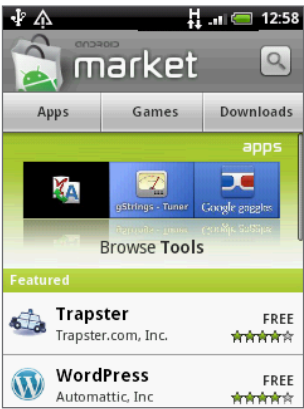 12:58
android
market
Apps Games Downloads
apps
gStrings - Tuner Google goggles
Browse Tools
Featured
Trapster FREE
Trapster.com, Inc.
WordPress FREE
Automattic, Inc